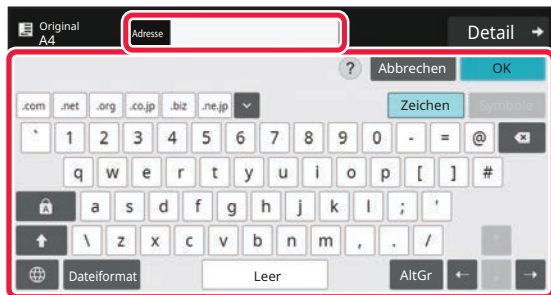 Original
A4
Adresse
Detail
? Abbrechen OK
.com .net .org .co.jp .biz .ne.jp Zeichen Symbole
` 1 2 3 4 5 6 7 8 9 0 - = @
q w e r t y u i o p [ ] #
A a s d f g h j k l ; '
\ z x c v b n m , . /
Dateiformat Leer AltGr